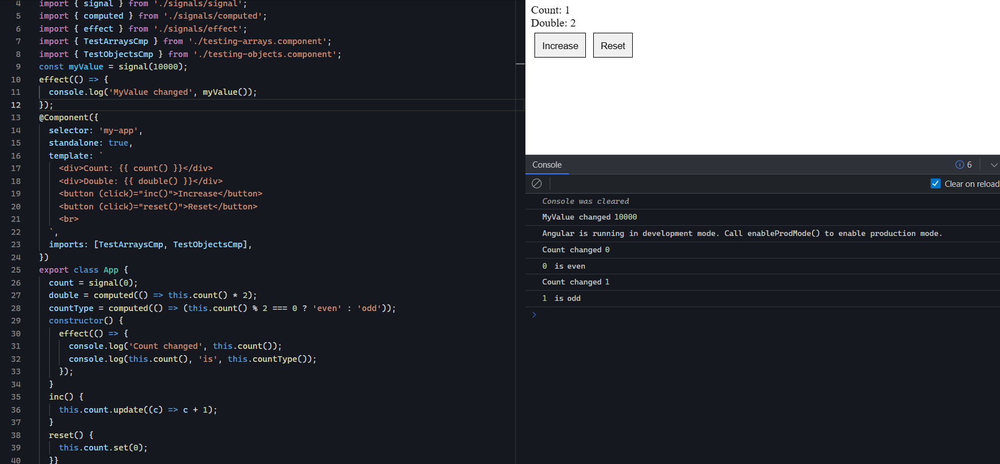 4 import { signal } from './signals/signal';
5 import { computed } from './signals/computed';
6 import { effect } from './signals/effect';
7 import { TestArraysCmp } from './testing-arrays.component';
8 import { TestObjectsCmp } from './testing-objects.component';
9 const myValue = signal(10000);
10 effect(() => {
11   console.log('MyValue changed', myValue());
12 });
13 @Component({
14   selector: 'my-app',
15   standalone: true,
16   template: `
17     <div>Count: {{ count() }}</div>
18     <div>Double: {{ double() }}</div>
19     <button (click)="inc()">Increase</button>
20     <button (click)="reset()">Reset</button>
21     <br>
22   `,
23   imports: [TestArraysCmp, TestObjectsCmp],
24 })
25 export class App {
26   count = signal(0);
27   double = computed(() => this.count() * 2);
28   countType = computed(() => (this.count() % 2 === 0 ? 'even' : 'odd'));
29   constructor() {
30     effect(() => {
31       console.log('Count changed', this.count());
32       console.log(this.count(), 'is', this.countType());
33     });
34   }
35   inc() {
36     this.count.update((c) => c + 1);
37   }
38   reset() {
39     this.count.set(0);
40   }}
Count: 1
Double: 2
Increase Reset
Console 6
Clear on reload
Console was cleared
MyValue changed 10000
Angular is running in development mode. Call enableProdMode() to enable production mode.
Count changed 0
0 is even
Count changed 1
1 is odd
>